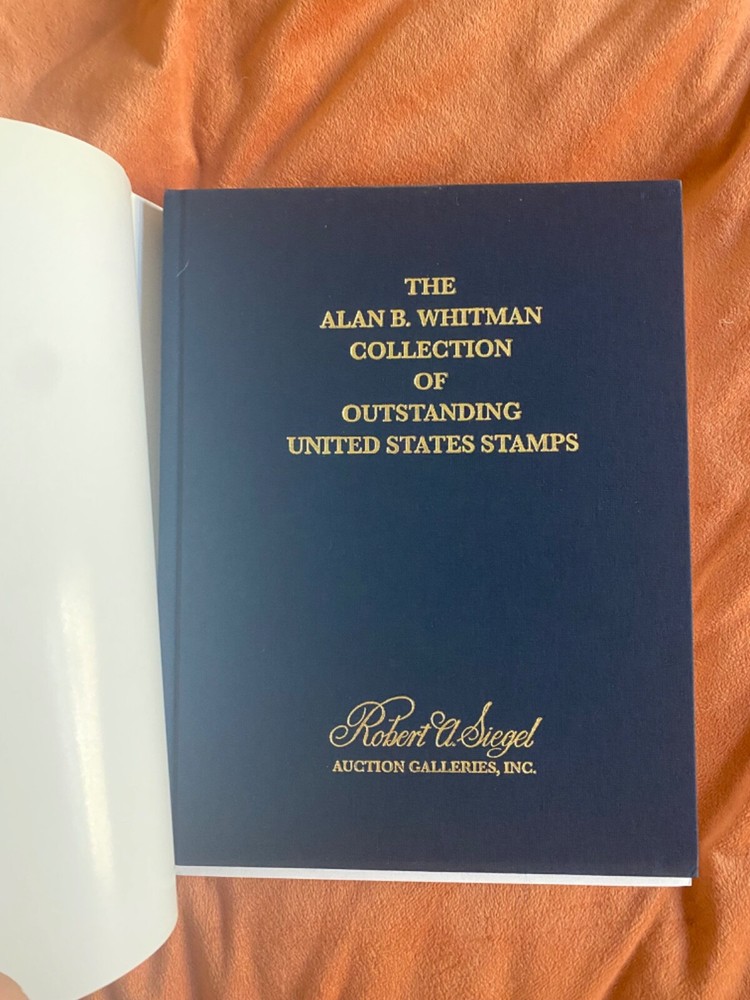 THE
ALAN B. WHITMAN
COLLECTION
OF
OUTSTANDING
UNITED STATES STAMPS
Robert A. Siegel
AUCTION GALLERIES, INC.